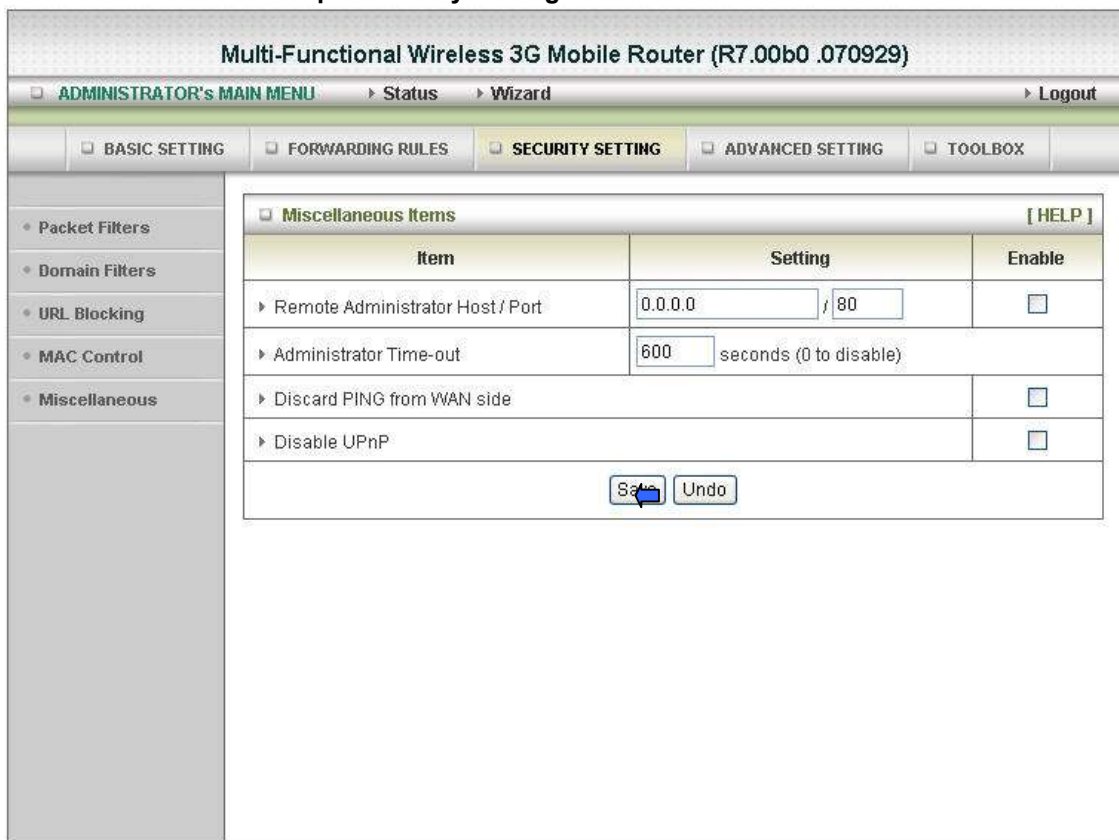 Multi-Functional Wireless 3G Mobile Router (R7.00b0 .070929)
ADMINISTRATOR's MAIN MENU Status Wizard Logout
BASIC SETTING FORWARDING RULES SECURITY SETTING ADVANCED SETTING TOOLBOX
Packet Filters
Domain Filters
URL Blocking
MAC Control
Miscellaneous
Miscellaneous Items [ HELP ]
Item Setting Enable
Remote Administrator Host / Port 0.0.0.0 / 80
Administrator Time-out 600 seconds (0 to disable)
Discard PING from WAN side
Disable UPnP
Save Undo